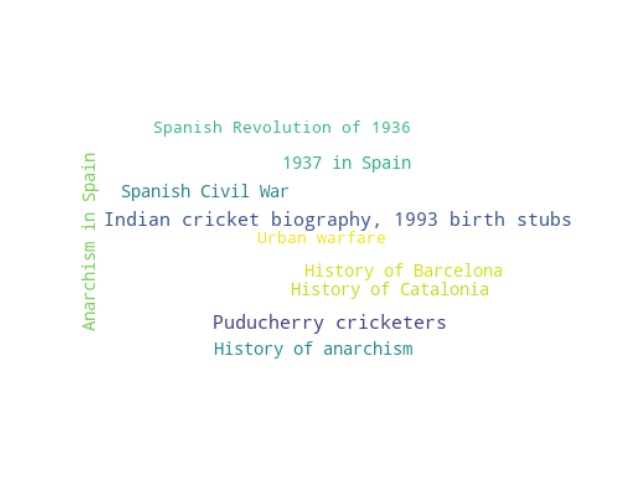 Spanish Revolution of 1936
1937 in Spain
Anarchism in Spain
Spanish Civil War
Indian cricket biography, 1993 birth stubs
Urban warfare
History of Barcelona
History of Catalonia
Puducherry cricketers
History of anarchism